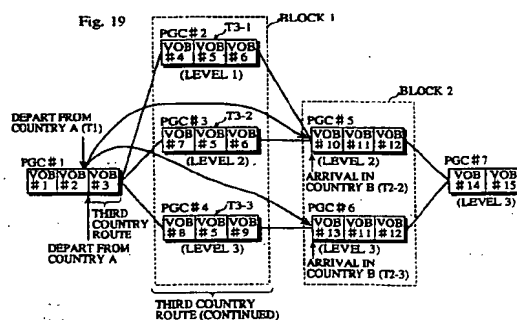 Fig. 19
BLOCK 1
PGC#2
T3-1
VOB #4 VOB #5 VOB #6
(LEVEL 1)
BLOCK 2
PGC#3
T3-2
VOB #7 VOB #5 VOB #6
(LEVEL 2)
DEPART FROM
COUNTRY A (T1)
PGC#5
VOB #10 VOB #11 VOB #12
(LEVEL 2)
ARRIVAL IN
COUNTRY B (T2-2)
PGC#1
VOB #1 VOB #2 VOB #3
THIRD
COUNTRY
ROUTE
DEPART FROM
COUNTRY A
PGC#7
VOB #14 VOB #15
(LEVEL 3)
PGC#4
T3-3
VOB #8 VOB #5 VOB #9
(LEVEL 3)
PGC#6
VOB #13 VOB #11 VOB #12
(LEVEL 3)
ARRIVAL IN
COUNTRY B (T2-3)
THIRD COUNTRY
ROUTE (CONTINUED)